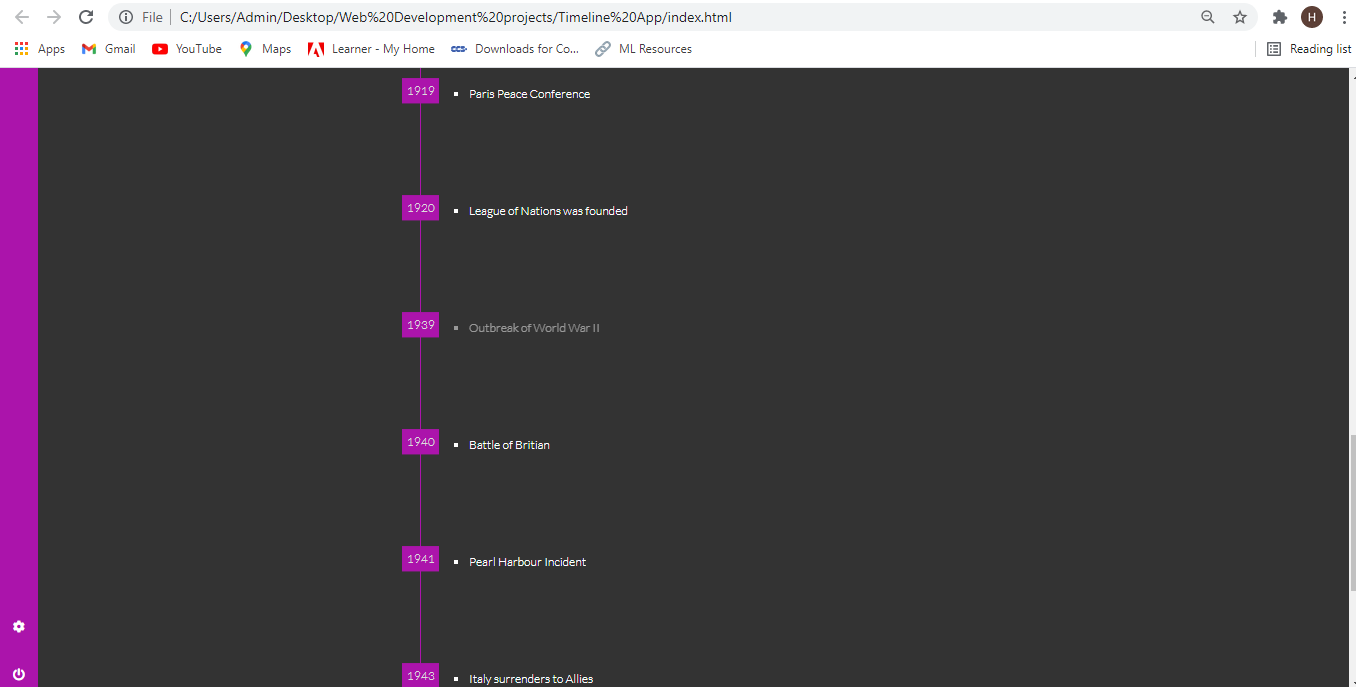 File
C:/Users/Admin/Desktop/Web%20Development%20projects/Timeline%20App/index.html
H
Apps
Gmail
YouTube
Maps
Learner - My Home
ccs- Downloads for Co...
ML Resources
Reading list
1919 Paris Peace Conference
1920 League of Nations was founded
1939 Outbreak of World War II
1940 Battle of Britian
1941 Pearl Harbour Incident
1943 Italy surrenders to Allies